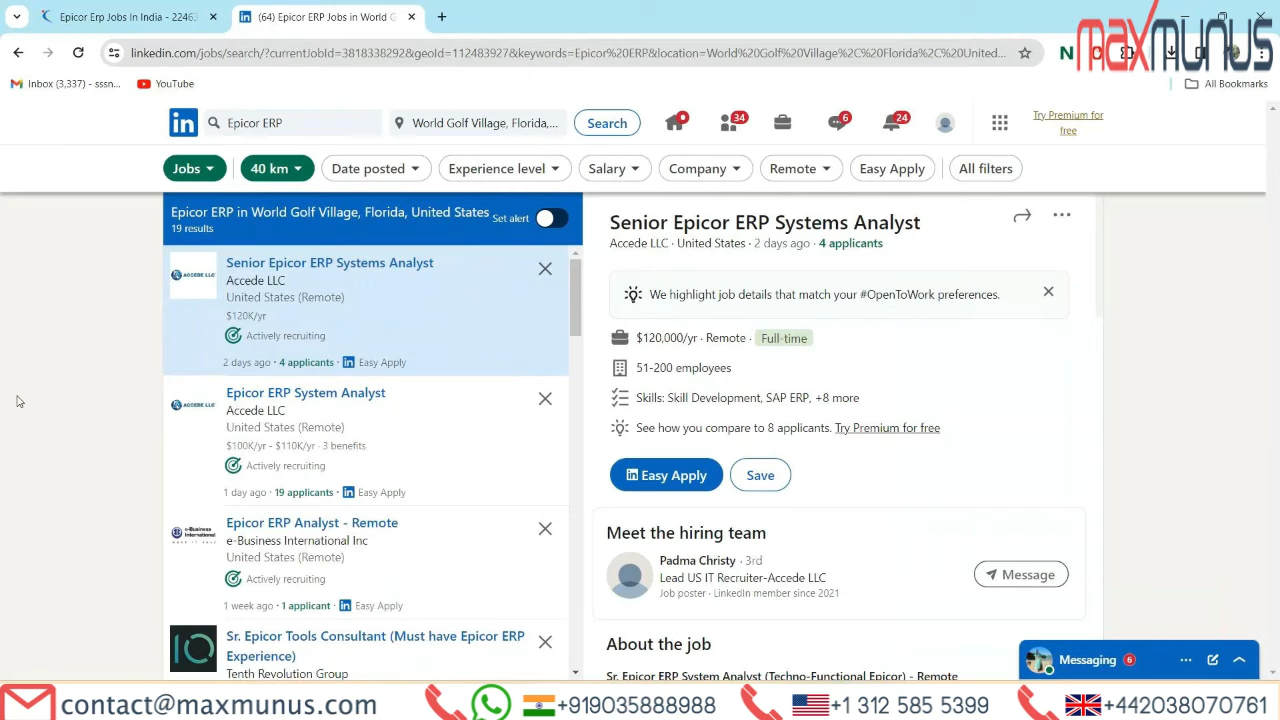 Epicor Erp Jobs In India - 22463
(64) Epicor ERP Jobs in World G
linkedin.com/jobs/search/?currentJobId=3818338292&geoId=112483927&keywords=Epicor%20ERP&location=World%20Golf%20Village%2C%20Florida%2C%20United...
maxmunus
Inbox (3,337) - sssn...
YouTube
All Bookmarks
in
Epicor ERP
World Golf Village, Florida,...
Search
34
6
24
Try Premium for
free
Jobs
40 km
Date posted
Experience level
Salary
Company
Remote
Easy Apply
All filters
Epicor ERP in World Golf Village, Florida, United States
19 results
Set alert
ACCEDE LLC
Senior Epicor ERP Systems Analyst
Accede LLC
United States (Remote)
$120K/yr
Actively recruiting
2 days ago · 4 applicants · in Easy Apply
ACCEDE LLC
Epicor ERP System Analyst
Accede LLC
United States (Remote)
$100K/yr - $110K/yr · 3 benefits
Actively recruiting
1 day ago · 19 applicants · in Easy Apply
e-Business
International
Epicor ERP Analyst - Remote
e-Business International Inc
United States (Remote)
Actively recruiting
1 week ago · 1 applicant · in Easy Apply
Sr. Epicor Tools Consultant (Must have Epicor ERP
Experience)
Tenth Revolution Group
Senior Epicor ERP Systems Analyst
Accede LLC · United States · 2 days ago · 4 applicants
We highlight job details that match your #OpenToWork preferences.
$120,000/yr · Remote · Full-time
51-200 employees
Skills: Skill Development, SAP ERP, +8 more
See how you compare to 8 applicants. Try Premium for free
in Easy Apply
Save
Meet the hiring team
Padma Christy · 3rd
Lead US IT Recruiter-Accede LLC
Job poster · LinkedIn member since 2021
Message
About the job
Sr. Epicor ERP System Analyst (Techno-Functional Epicor) - Remote
Messaging 6
contact@maxmunus.com
+919035888988
+1 312 585 5399
+442038070761